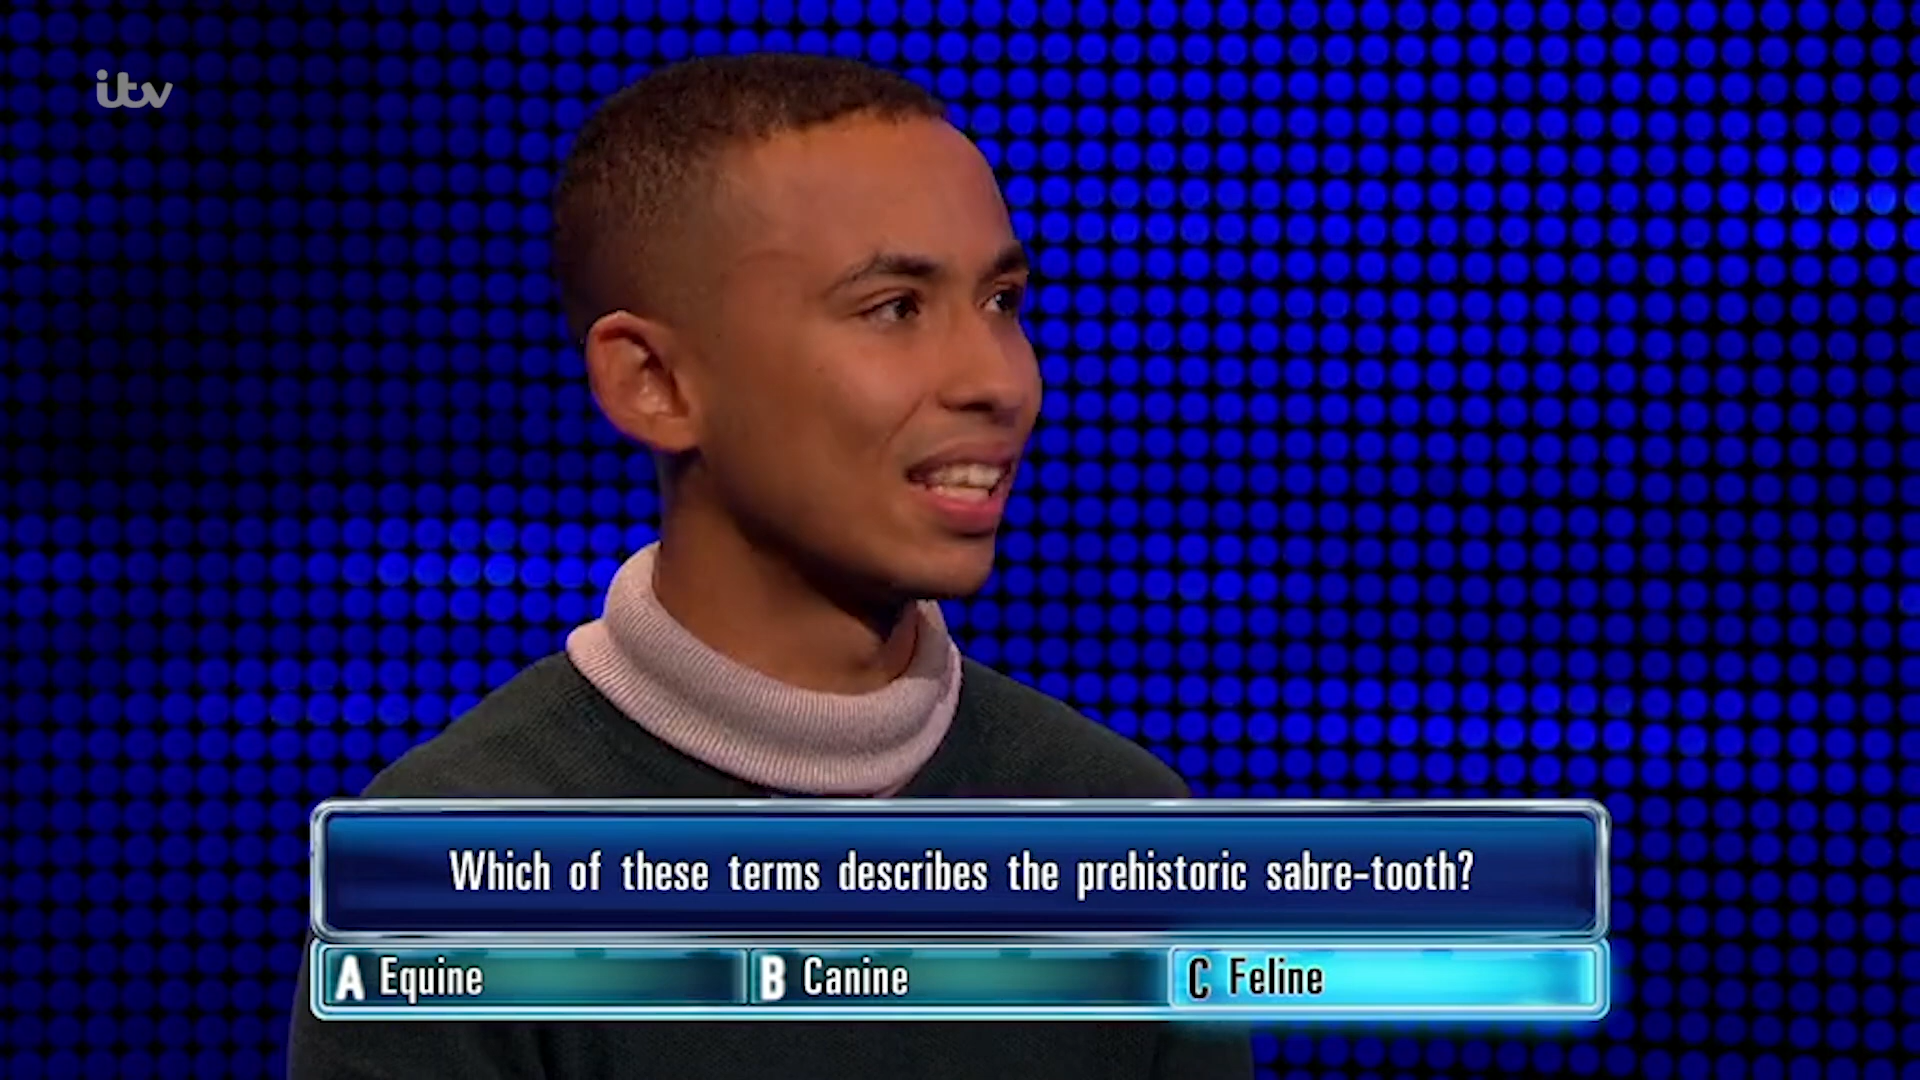 itv
Which of these terms describes the prehistoric sabre-tooth?
A Equine
B Canine
C Feline